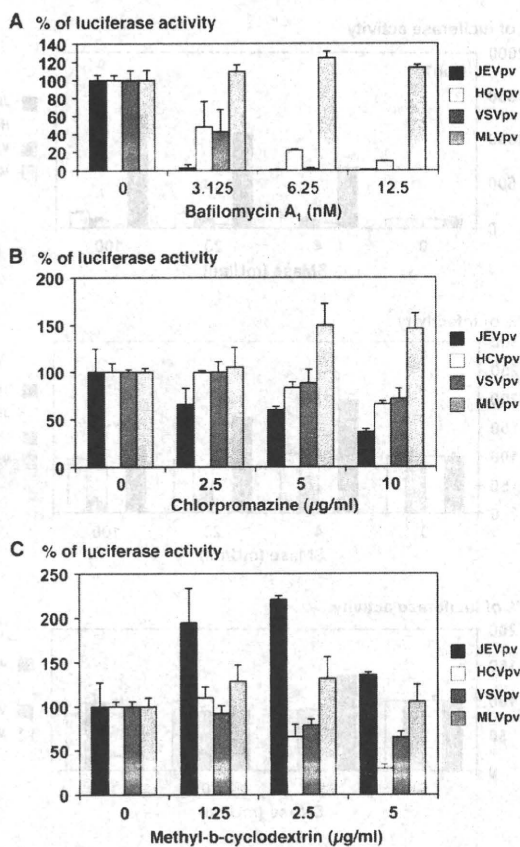 A % of luciferase activity
140
120
100
80
60
40
20
0
0 3.125 6.25 12.5
Bafilomycin A1 (nM)
JEVpv
HCVpv
VSVpv
MLVpv
B % of luciferase activity
200
150
100
50
0
0 2.5 5 10
Chlorpromazine (µg/ml)
JEVpv
HCVpv
VSVpv
MLVpv
C % of luciferase activity
250
200
150
100
50
0
0 1.25 2.5 5
Methyl-b-cyclodextrin (µg/ml)
JEVpv
HCVpv
VSVpv
MLVpv